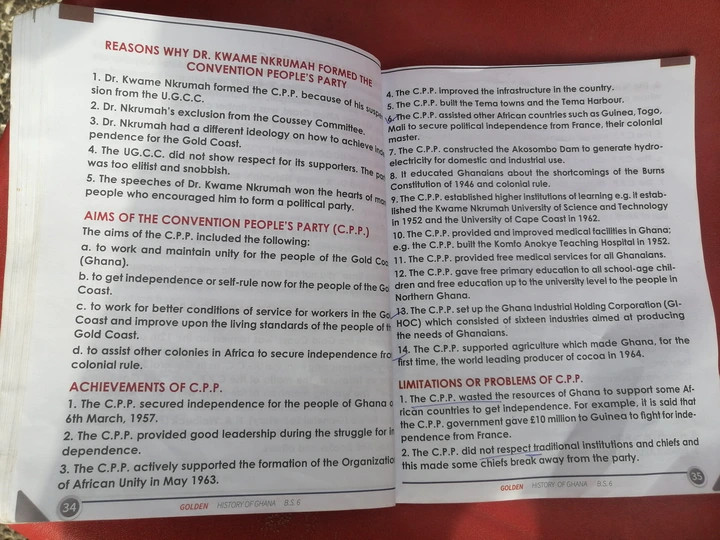 REASONS WHY DR. KWAME NKRUMAH FORMED THE
CONVENTION PEOPLE'S PARTY
1. Dr. Kwame Nkrumah formed the C.P.P. because of his
sion from the U.G.C.C.
2. Dr. Nkrumah's exclusion from the Coussey Committee.
3. Dr. Nkrumah had a different ideology on how to achieve
pendence for the Gold Coast.
4. The UG.C.C. did not show respect for its supporters. The
was too elitist and snobbish.
5. The speeches of Dr. Kwame Nkrumah won the hearts of
people who encouraged him to form a political party.
AIMS OF THE CONVENTION PEOPLE'S PARTY (C.P.P.)
The aims of the C.P.P. included the following:
a. to work and maintain unity for the people of the Gold
(Ghana).
b. to get independence or self-rule now for the people of the
Coast.
c. to work for better conditions of service for workers in the
Coast and improve upon the living standards of the people of
Gold Coast.
d. to assist other colonies in Africa to secure independence
colonial rule.
ACHIEVEMENTS OF C.P.P.
1. The C.P.P. secured independence for the people of Ghana
6th March, 1957.
2. The C.P.P. provided good leadership during the struggle for
dependence.
3. The C.P.P. actively supported the formation of the
of African Unity in May 1963.
34
GOLDEN HISTORY OF GHANA B.S. 6
4. The C.P.P. improved the infrastructure in the country.
5. The C.P.P. built the Tema towns and the Tema Harbour.
6. The C.P.P. assisted other African countries such as Guinea, Togo,
Mali to secure political independence from France, their colonial
master.
7. The C.P.P. constructed the Akosombo Dam to generate hydro-
electricity for domestic and industrial use.
8. It educated Ghanaians about the shortcomings of the Burns
Constitution of 1946 and colonial rule.
9. The C.P.P. established higher institutions of learning e.g. it estab-
lished the Kwame Nkrumah University of Science and Technology
in 1952 and the University of Cape Coast in 1962.
10. The C.P.P. provided and improved medical facilities in Ghana:
e.g. the C.P.P. built the Komfo Anokye Teaching Hospital in 1952.
11. The C.P.P. provided free medical services for all Ghanaians.
12. The C.P.P. gave free primary education to all school-age chil-
dren and free education up to the university level to the people in
Northern Ghana.
13. The C.P.P. set up the Ghana Industrial Holding Corporation (GI-
HOC) which consisted of sixteen industries aimed at producing
the needs of Ghanaians.
14. The C.P.P. supported agriculture which made Ghana, for the
first time, the world leading producer of cocoa in 1964.
LIMITATIONS OR PROBLEMS OF C.P.P.
1. The C.P.P. wasted the resources of Ghana to support some Af-
rican countries to get independence. For example, it is said that
the C.P.P. government gave £10 million to Guinea to fight for inde-
pendence from France.
2. The C.P.P. did not respect traditional institutions and chiefs and
this made some chiefs break away from the party.
GOLDEN HISTORY OF GHANA B.S. 6
35